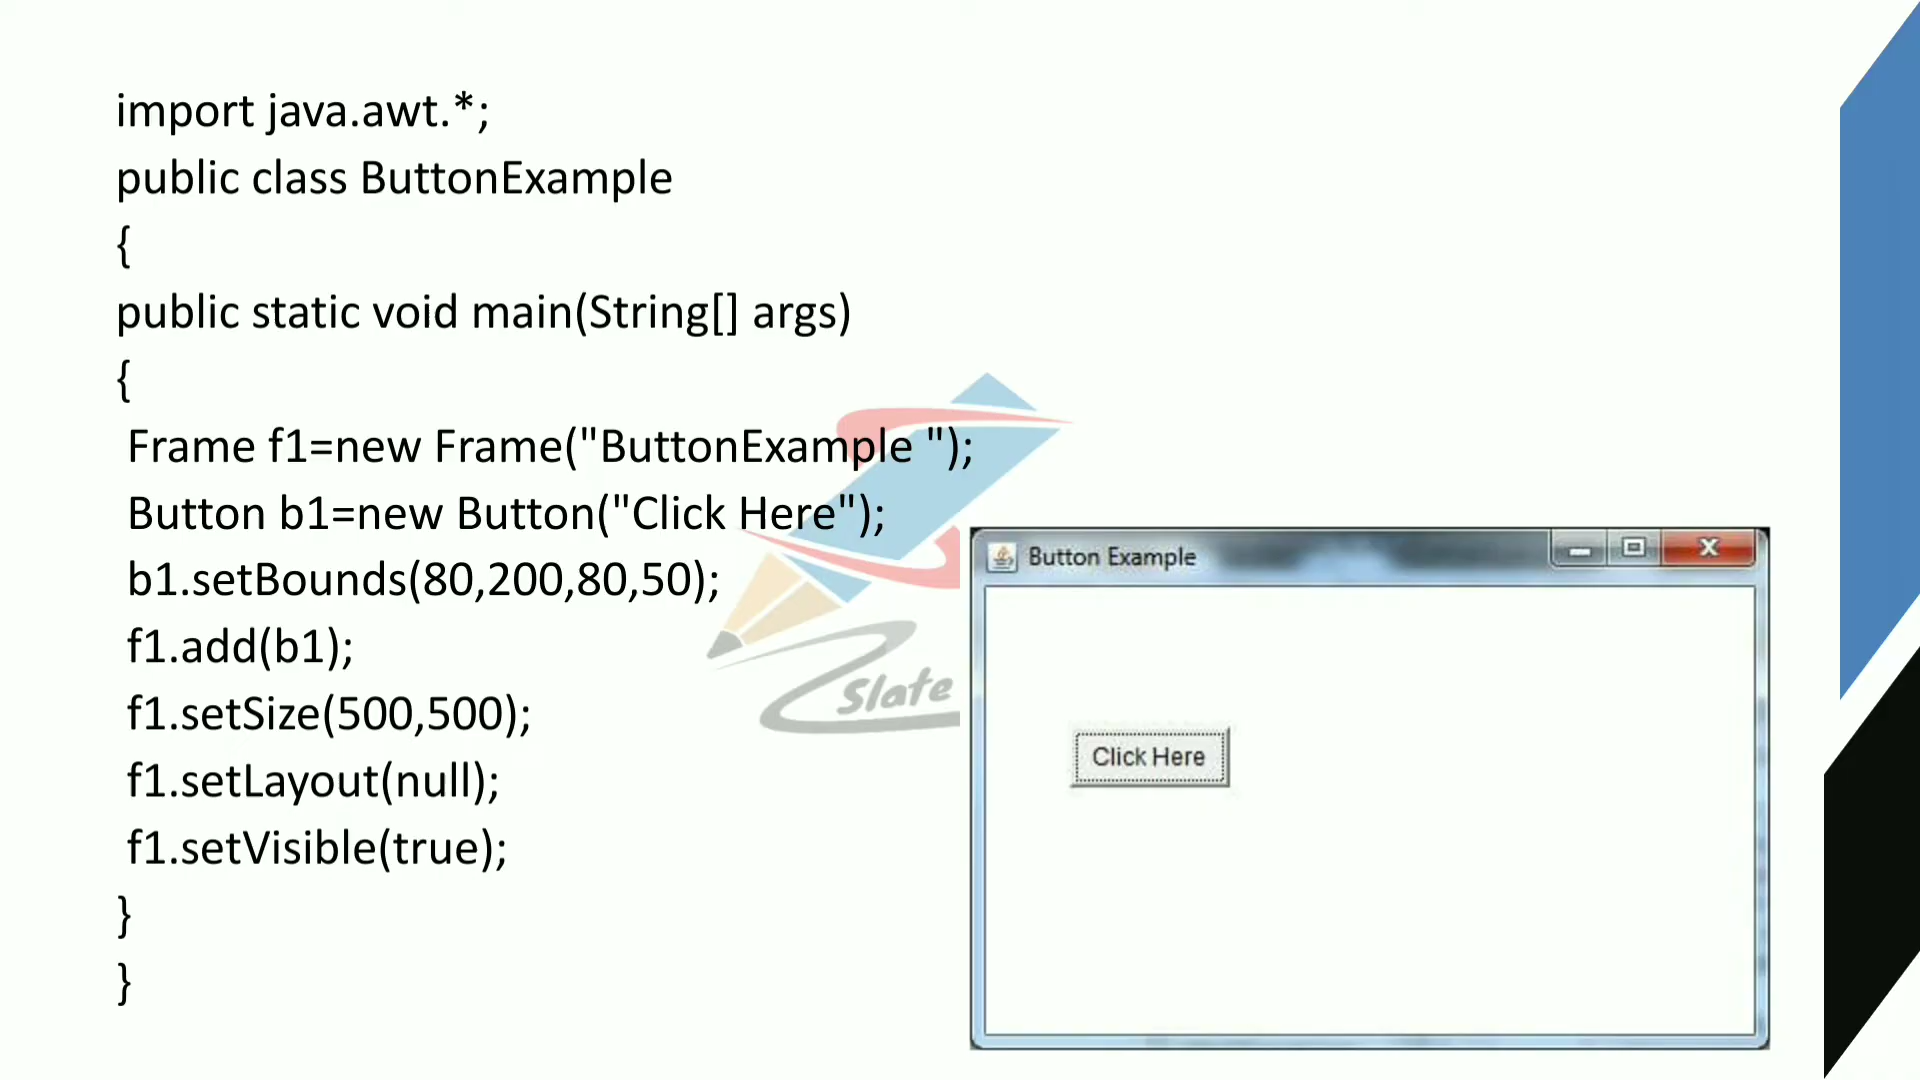 import java.awt.*;
public class ButtonExample
{
public static void main(String[] args)
{
Frame f1=new Frame("ButtonExample ");
Button b1=new Button("Click Here");
b1.setBounds(80,200,80,50);
f1.add(b1);
f1.setSize(500,500);
f1.setLayout(null);
f1.setVisible(true);
}
}
Slate
Button Example
Click Here